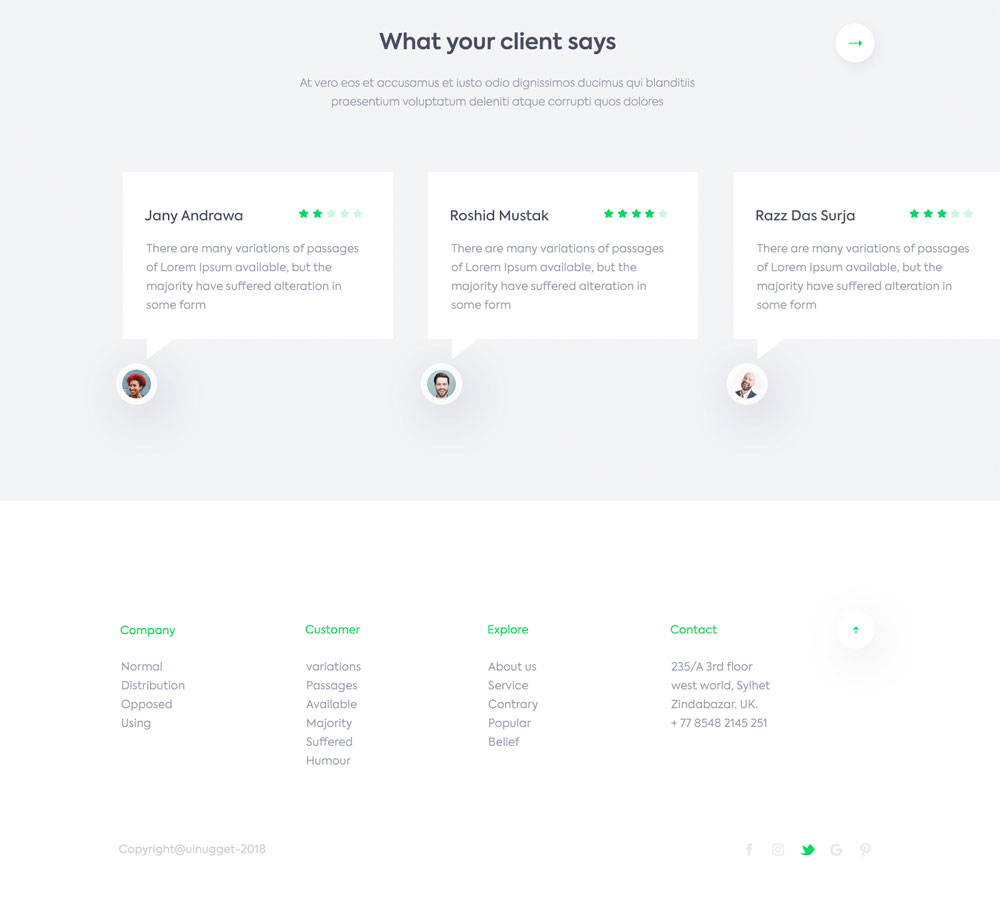 What your client says
At vero eos et accusamus et iusto odio dignissimos ducimus qui blanditiis
praesentium voluptatum deleniti atque corrupti quos dolores
Jany Andrawa
There are many variations of passages
of Lorem Ipsum available, but the
majority have suffered alteration in
some form
Roshid Mustak
There are many variations of passages
of Lorem Ipsum available, but the
majority have suffered alteration in
some form
Razz Das Surja
There are many variations of passages
of Lorem Ipsum available, but the
majority have suffered alteration in
some form
Company
Normal
Distribution
Opposed
Using
Customer
variations
Passages
Available
Majority
Suffered
Humour
Explore
About us
Service
Contrary
Popular
Belief
Contact
235/A 3rd floor
west world, Sylhet
Zindabazar. UK.
+ 77 8548 2145 251
Copyright@uinugget-2018